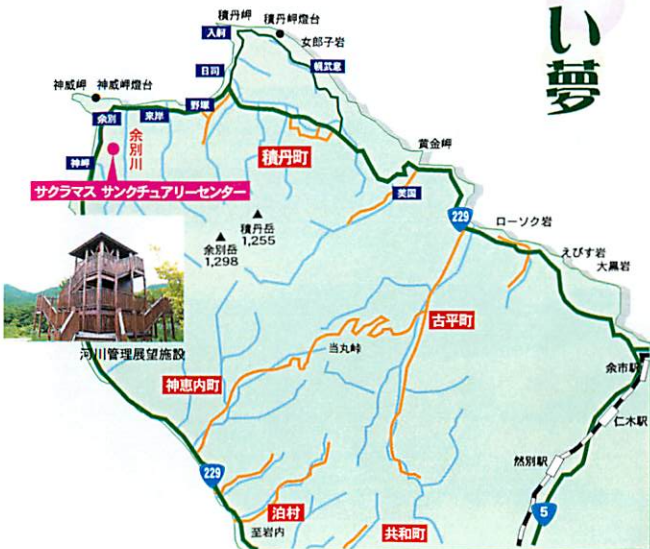 い夢
積丹岬
積丹岬燈台
入舸
女郎子岩
幌武意
日司
神威岬
神威岬燈台
野塚
余別
来岸
余別川
神岬
積丹町
黄金岬
美国
サクラマス サンクチュアリーセンター
229
ローソク岩
積丹岳
1,255
余別岳
1,298
えびす岩
大黒岩
古平町
当丸峠
河川管理展望施設
余市駅
神恵内町
仁木駅
然別駅
229
泊村
5
至岩内
共和町